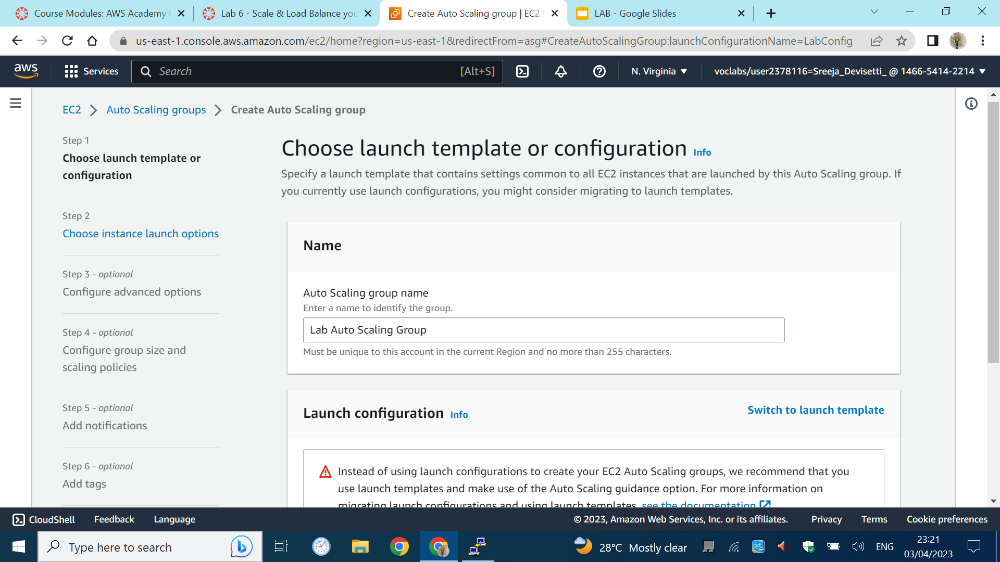 Course Modules: AWS Academy
Lab 6 - Scale & Load Balance you
Create Auto Scaling group | EC2
LAB - Google Slides
us-east-1.console.aws.amazon.com/ec2/home?region=us-east-1&redirectFrom=asg#CreateAutoScalingGroup:launchConfigurationName=LabConfig
aws
Services
Search
[Alt+S]
N. Virginia
voclabs/user2378116=Sreeja_Devisetti_ @ 1466-5414-2214
EC2
Auto Scaling groups
Create Auto Scaling group
Step 1
Choose launch template or
configuration
Step 2
Choose instance launch options
Step 3 - optional
Configure advanced options
Step 4 - optional
Configure group size and
scaling policies
Step 5 - optional
Add notifications
Step 6 - optional
Add tags
Choose launch template or configuration Info
Specify a launch template that contains settings common to all EC2 instances that are launched by this Auto Scaling group. If
you currently use launch configurations, you might consider migrating to launch templates.
Name
Auto Scaling group name
Enter a name to identify the group.
Lab Auto Scaling Group
Must be unique to this account in the current Region and no more than 255 characters.
Launch configuration Info
Switch to launch template
Instead of using launch configurations to create your EC2 Auto Scaling groups, we recommend that you
use launch templates and make use of the Auto Scaling guidance option. For more information on
migrating launch configurations and using launch templates, see the documentation
CloudShell
Feedback
Language
© 2023, Amazon Web Services, Inc. or its affiliates.
Privacy
Terms
Cookie preferences
Type here to search
28°C Mostly clear
ENG
23:21
03/04/2023